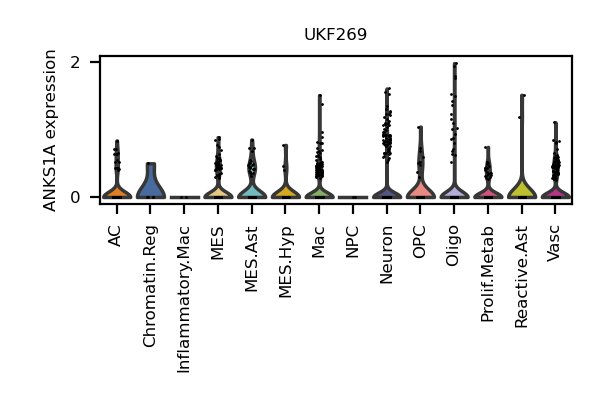 UKF269
ANKS1A expression
2
0
AC
Chromatin.Reg
Inflammatory.Mac
MES
MES.Ast
MES.Hyp
Mac
NPC
Neuron
OPC
Oligo
Prolif.Metab
Reactive.Ast
Vasc